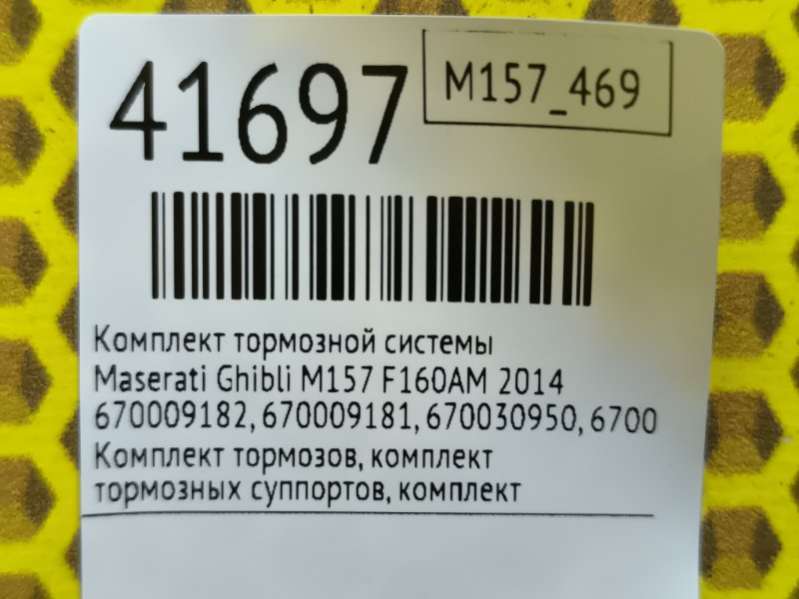 41697
M157_469
Комплект тормозной системы
Maserati Ghibli M157 F160AM 2014
670009182, 670009181, 670030950, 6700
Комплект тормозов, комплект
тормозных суппортов, комплект